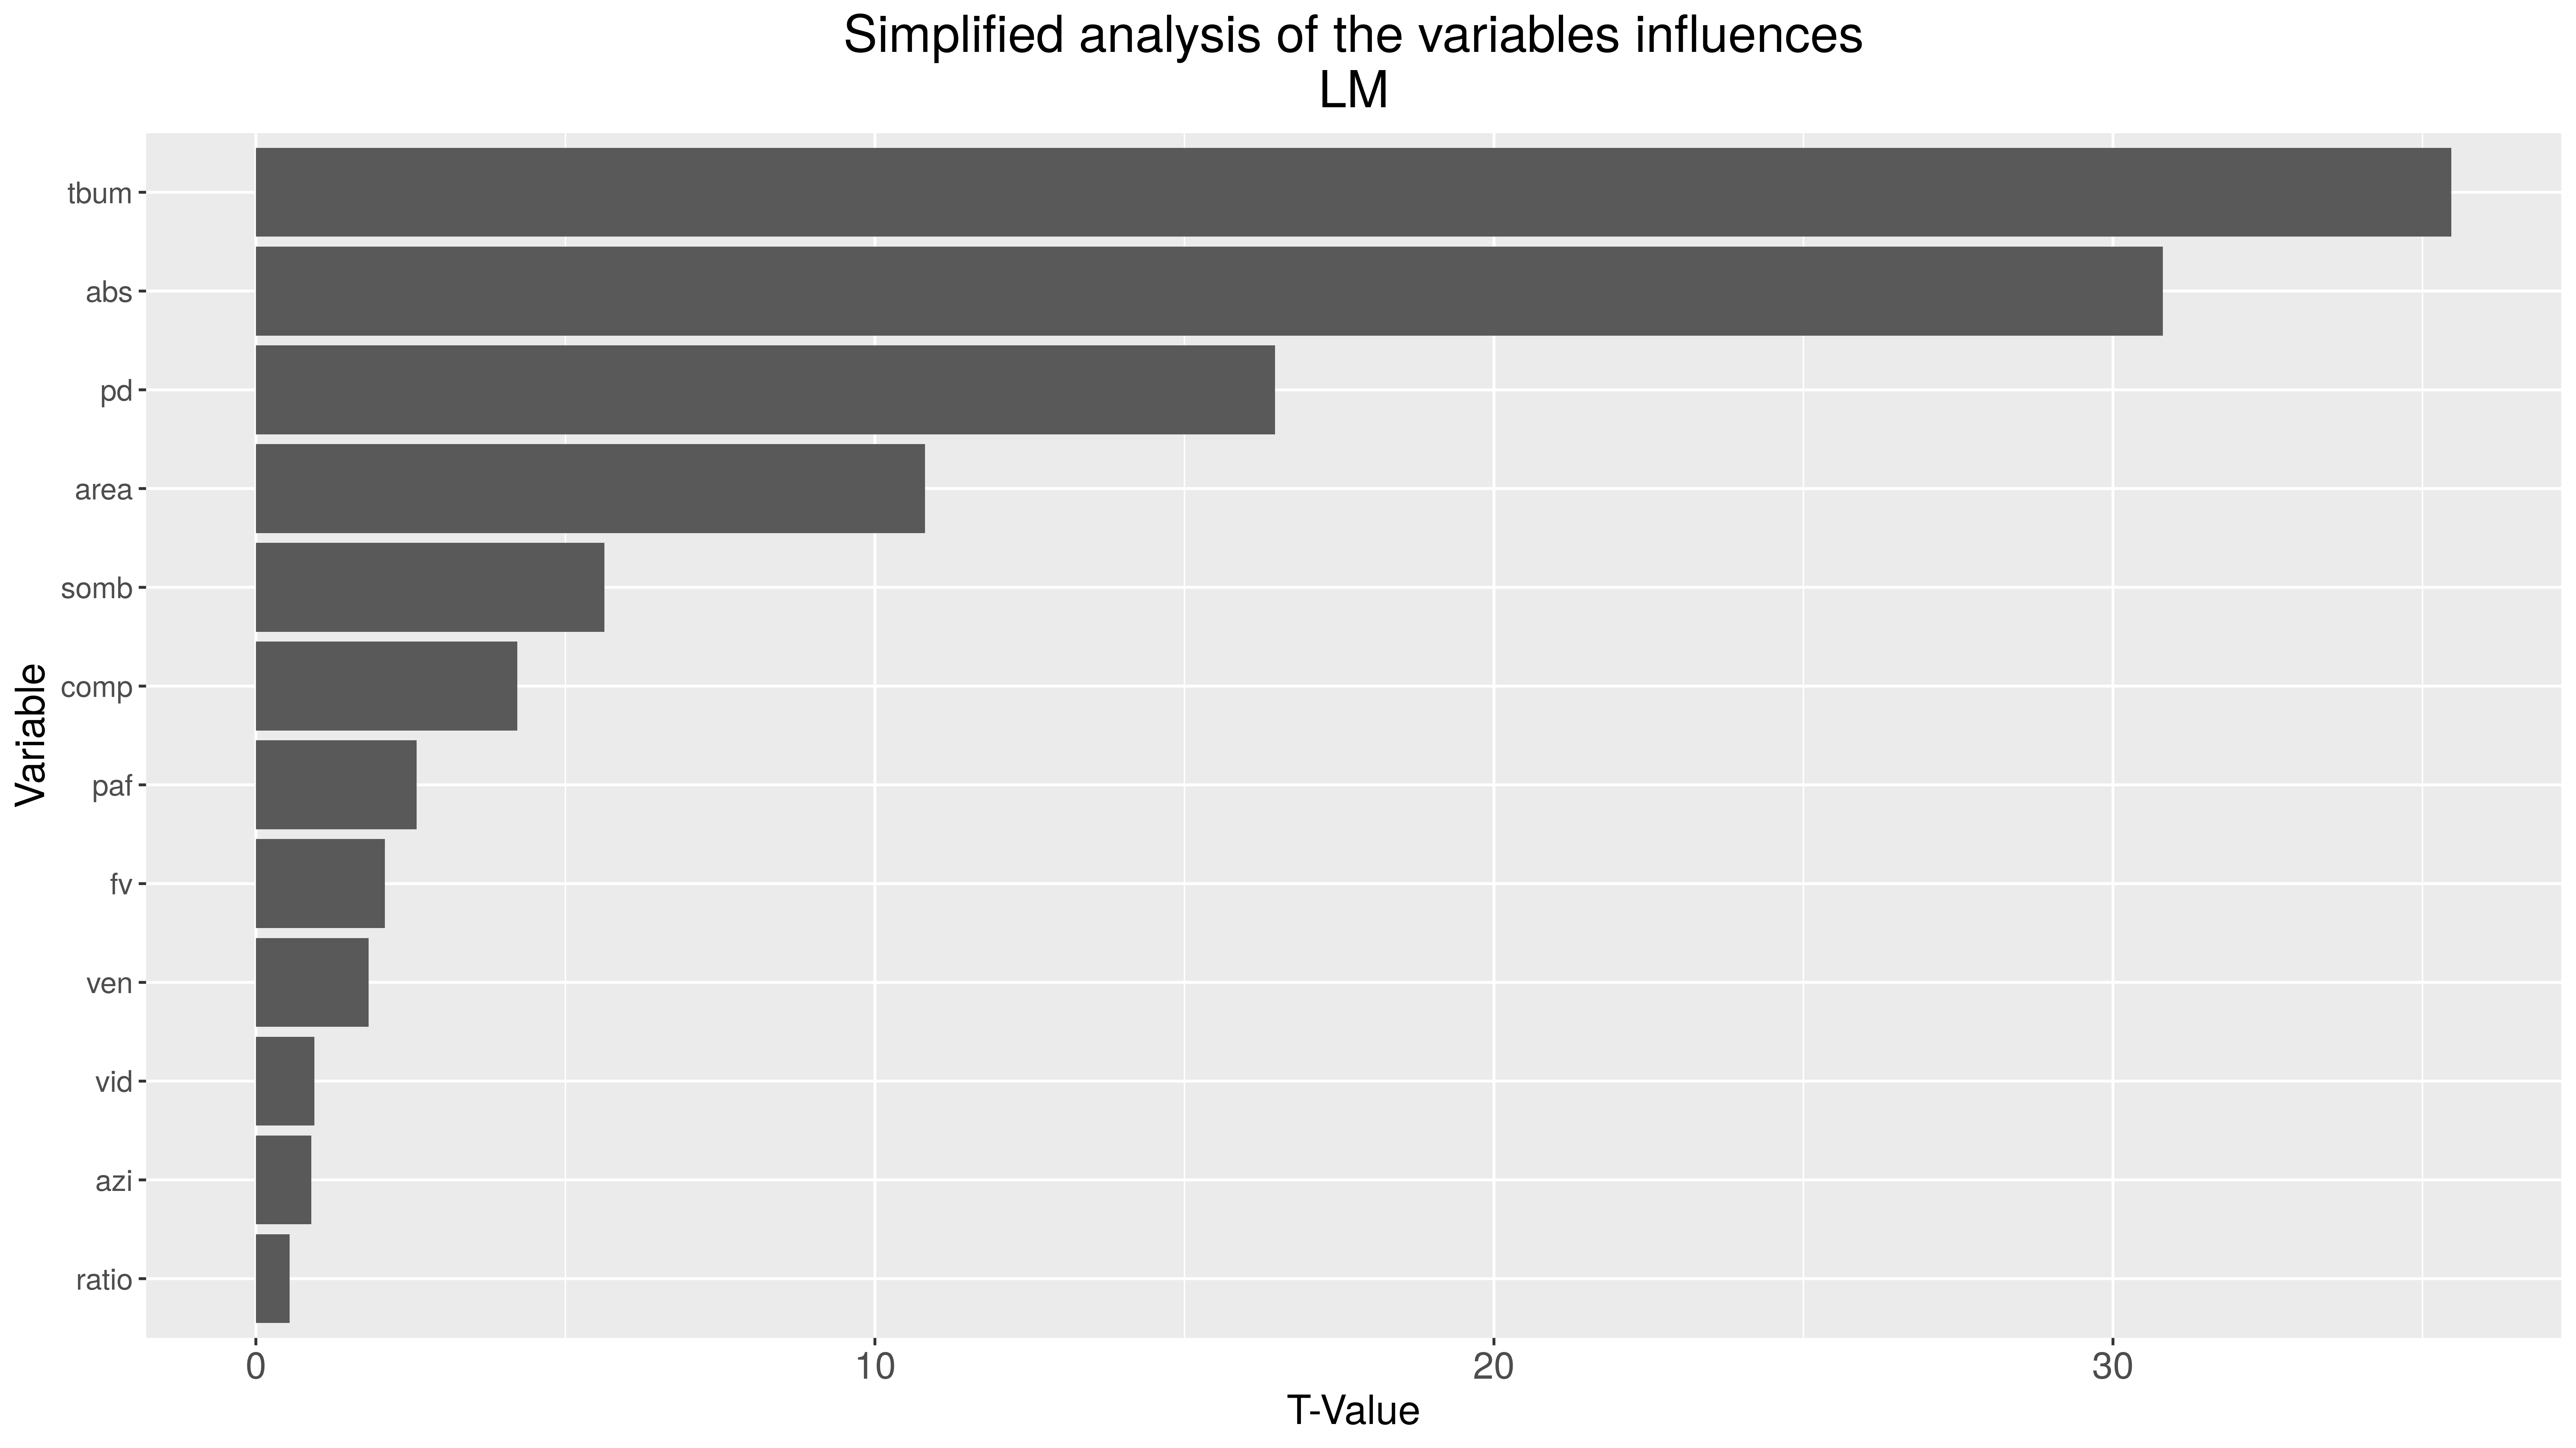 Simplified analysis of the variables influences
LM
Variable
tbum
abs
pd
area
somb
comp
paf
fv
ven
vid
azi
ratio
0 10 20 30
T-Value